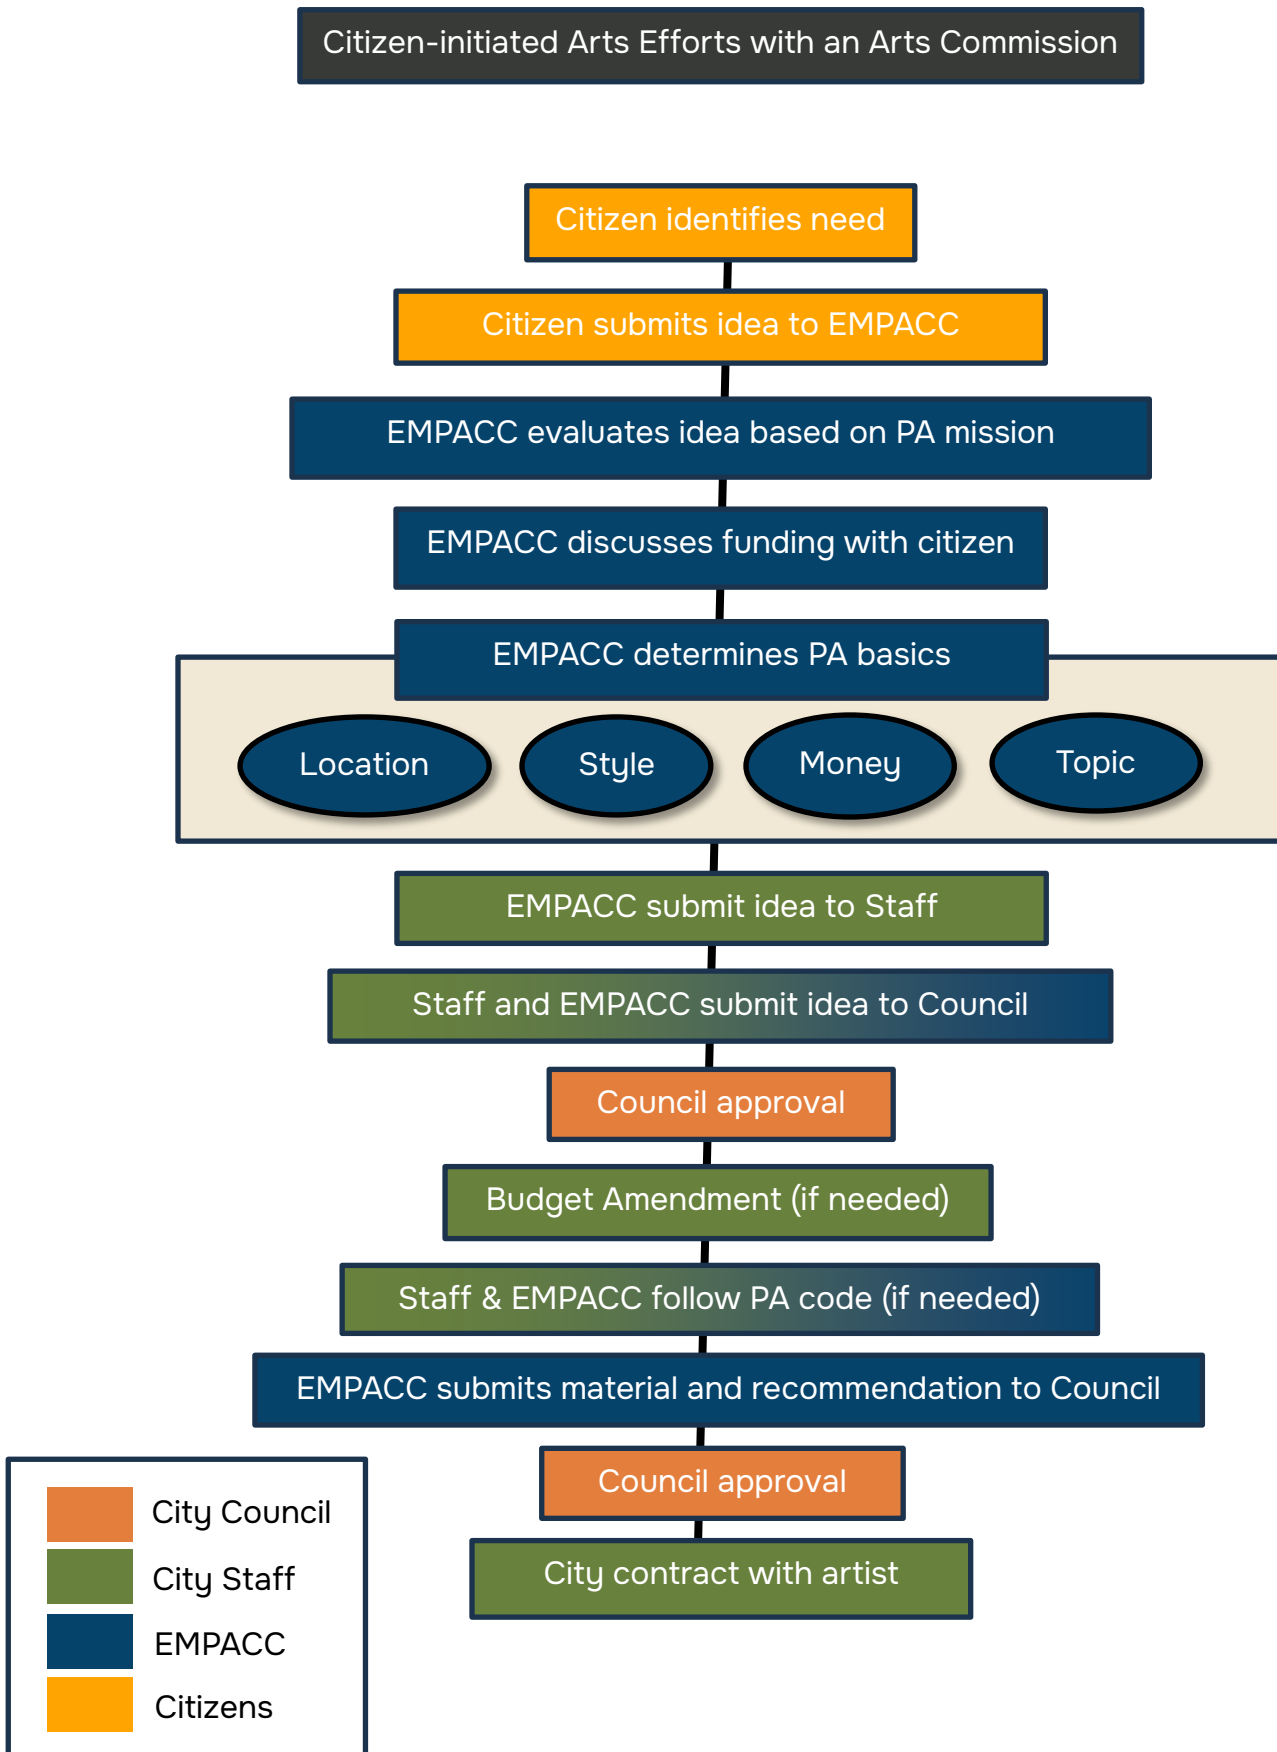 Citizen-initiated Arts Efforts with an Arts Commission
Citizen identifies need
Citizen submits idea to EMPACC
EMPACC evaluates idea based on PA mission
EMPACC discusses funding with citizen
EMPACC determines PA basics
Location
Style
Money
Topic
EMPACC submit idea to Staff
Staff and EMPACC submit idea to Council
Council approval
Budget Amendment (if needed)
Staff & EMPACC follow PA code (if needed)
EMPACC submits material and recommendation to Council
Council approval
City contract with artist
City Council
City Staff
EMPACC
Citizens